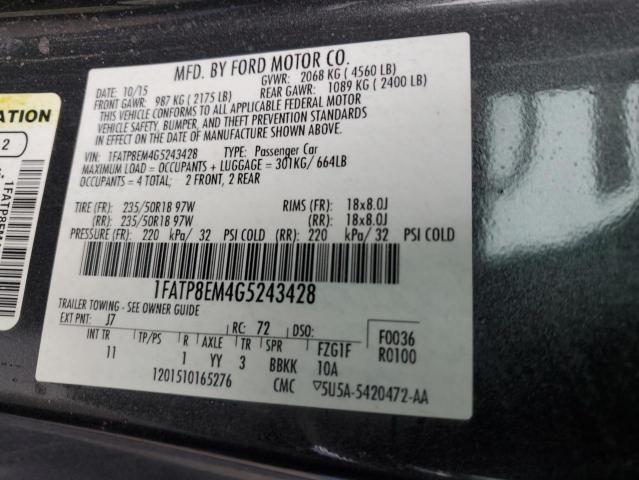 MFD. BY FORD MOTOR CO.
DATE: 10/15 GVWR: 2068 KG ( 4560 LB)
FRONT GAWR: 987 KG ( 2175 LB) REAR GAWR: 1089 KG ( 2400 LB)
THIS VEHICLE CONFORMS TO ALL APPLICABLE FEDERAL MOTOR
VEHICLE SAFETY, BUMPER, AND THEFT PREVENTION STANDARDS
IN EFFECT ON THE DATE OF MANUFACTURE SHOWN ABOVE.
VIN: 1FATP8EM4G5243428 TYPE: Passenger Car
MAXIMUM LOAD = OCCUPANTS + LUGGAGE = 301KG/ 664LB
OCCUPANTS = 4 TOTAL; 2 FRONT, 2 REAR
TIRE (FR): 235/50R18 97W RIMS (FR): 18x8.0J
(RR): 235/50R18 97W (RR): 18x8.0J
PRESSURE (FR): 220 kPa/ 32 PSI COLD (RR): 220 kPa/ 32 PSI COLD
1FATP8EM4G5243428
TRAILER TOWING - SEE OWNER GUIDE
EXT PNT: J7 RC: 72 DSO: F0036
INT TR TP/PS R AXLE TR SPR FZG1F R0100
11 1 YY 3 BBKK 10A
1201510165276 CMC 5U5A-5420472-AA
ATION
2
1FATP8EM4